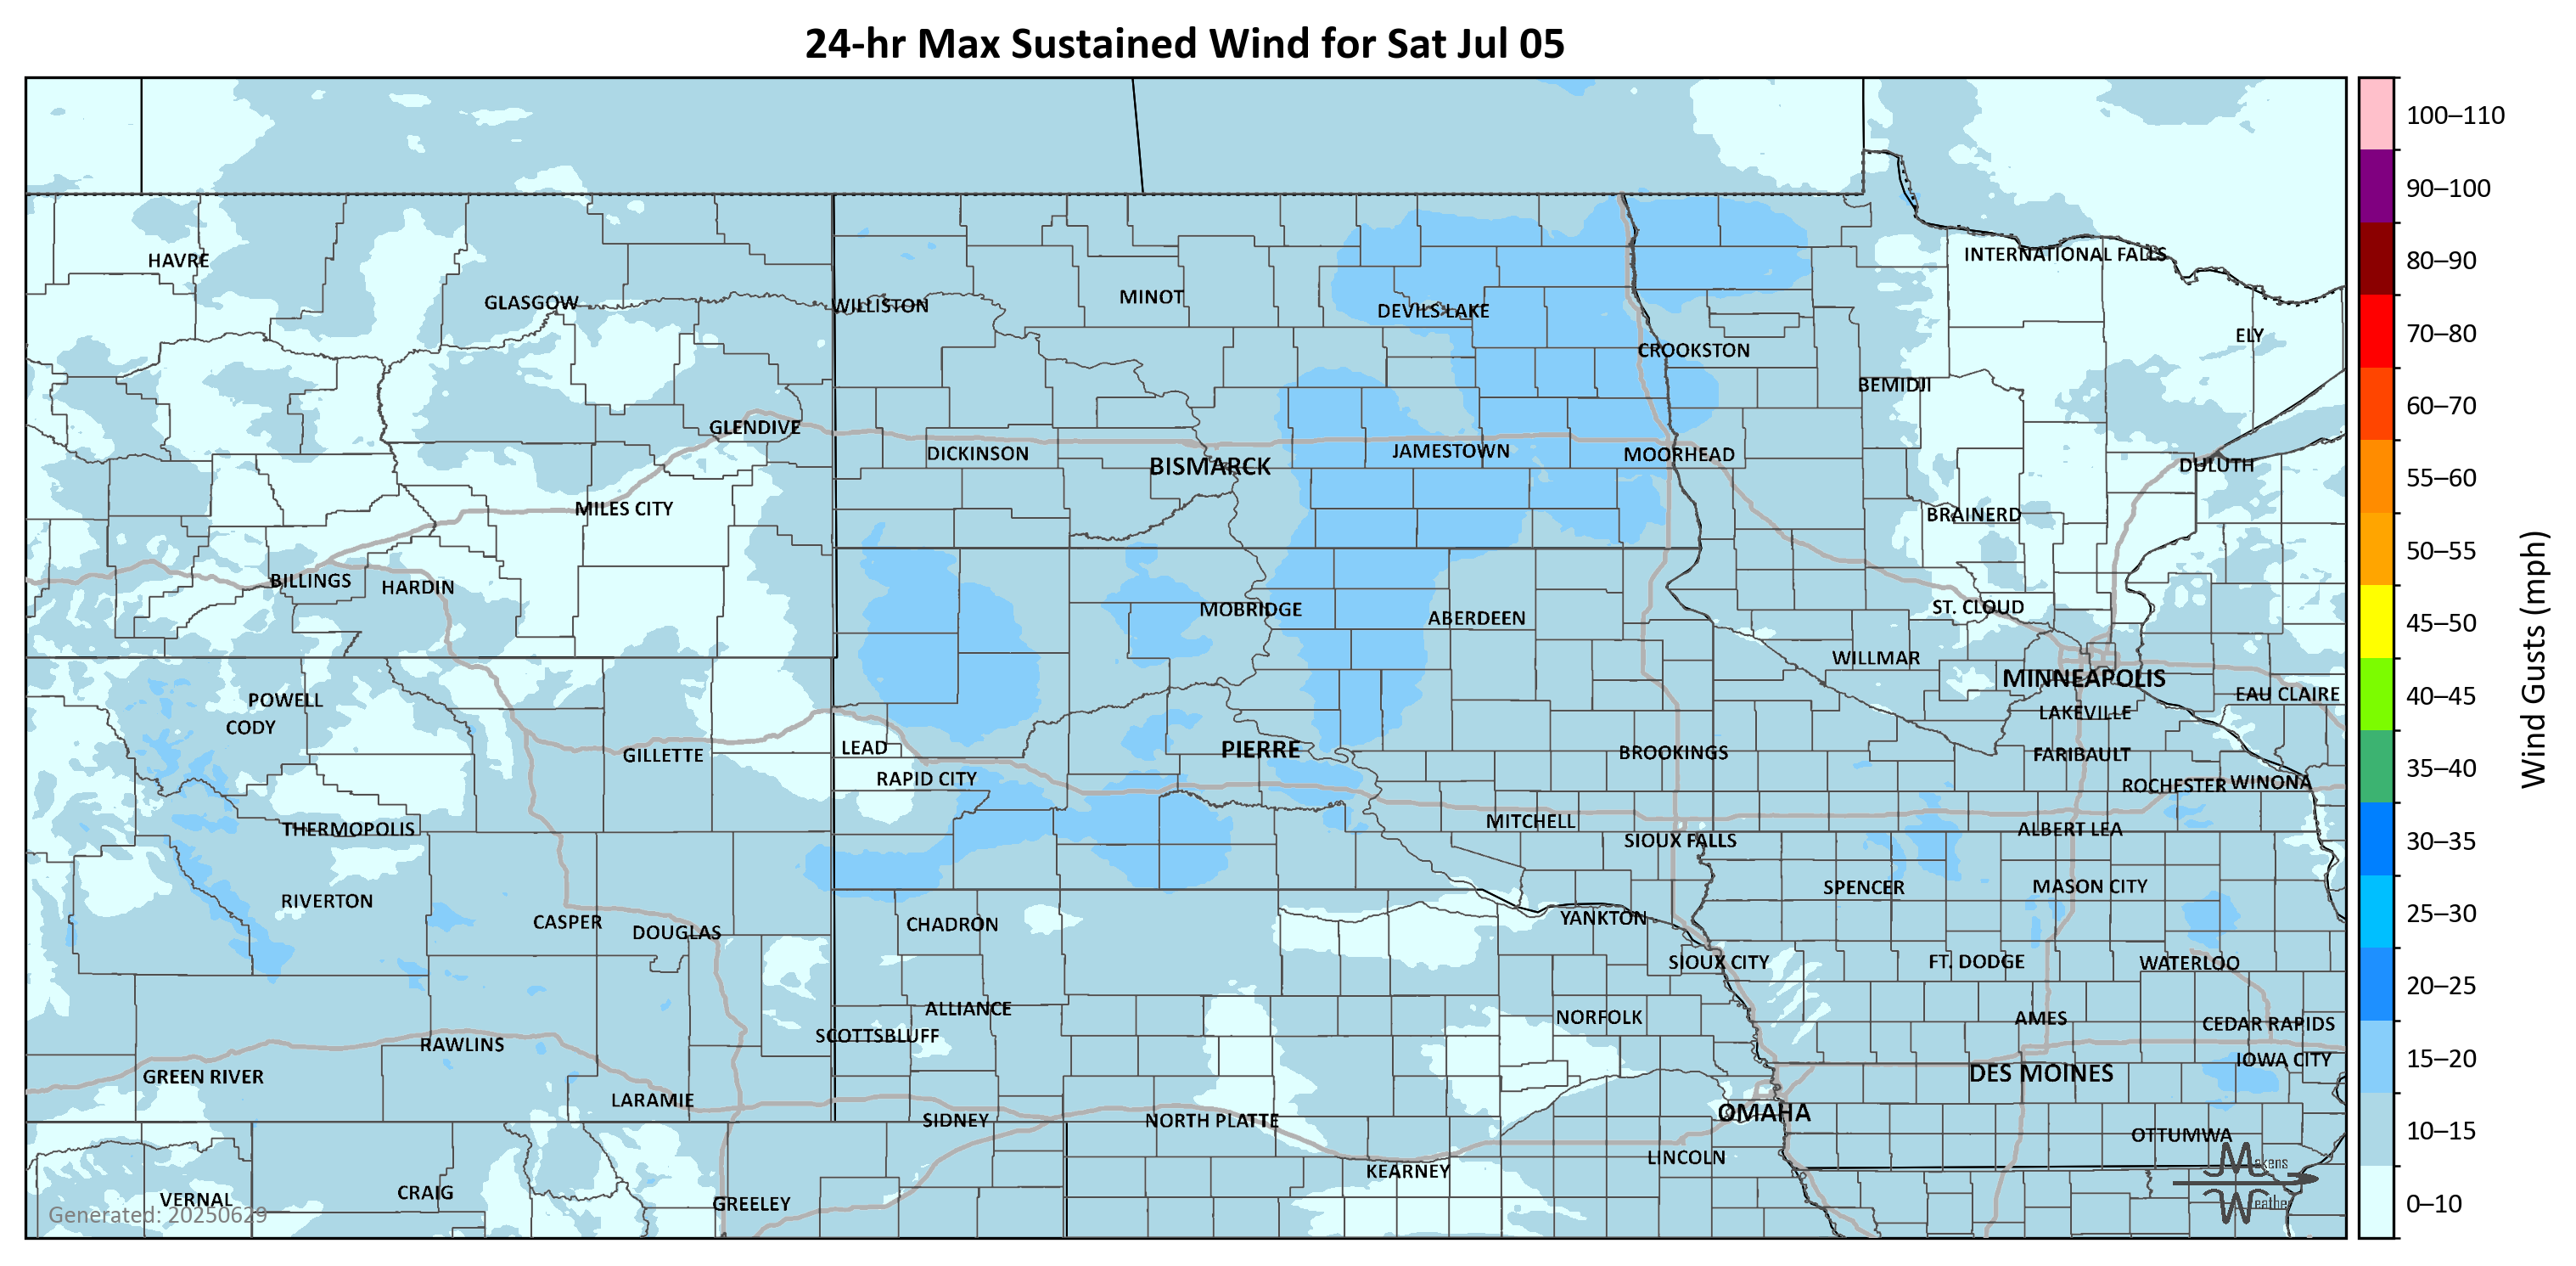 24-hr Max Sustained Wind for Sat Jul 05
100–110
90–100
80–90
70–80
60–70
55–60
50–55
45–50
40–45
35–40
30–35
25–30
20–25
15–20
10–15
0–10
Wind Gusts (mph)
HAVRE
INTERNATIONAL FALLS
GLASGOW
WILLISTON
MINOT
DEVILS LAKE
ELY
CROOKSTON
BEMIDJI
GLENDIVE
DICKINSON
BISMARCK
JAMESTOWN
MOORHEAD
DULUTH
MILES CITY
BRAINERD
BILLINGS
HARDIN
MOBRIDGE
ABERDEEN
ST. CLOUD
WILLMAR
MINNEAPOLIS
EAU CLAIRE
POWELL
CODY
LAKEVILLE
GILLETTE
LEAD
PIERRE
BROOKINGS
FARIBAULT
RAPID CITY
ROCHESTER
WINONA
THERMOPOLIS
MITCHELL
SIOUX FALLS
ALBERT LEA
RIVERTON
SPENCER
MASON CITY
CASPER
DOUGLAS
CHADRON
YANKTON
SIOUX CITY
FT. DODGE
WATERLOO
ALLIANCE
SCOTTSBLUFF
NORFOLK
AMES
CEDAR RAPIDS
RAWLINS
IOWA CITY
GREEN RIVER
DES MOINES
LARAMIE
SIDNEY
NORTH PLATTE
OMAHA
OTTUMWA
KEARNEY
LINCOLN
VERNAL
CRAIG
GREELEY
Makens
Weather
Generated: 20250629